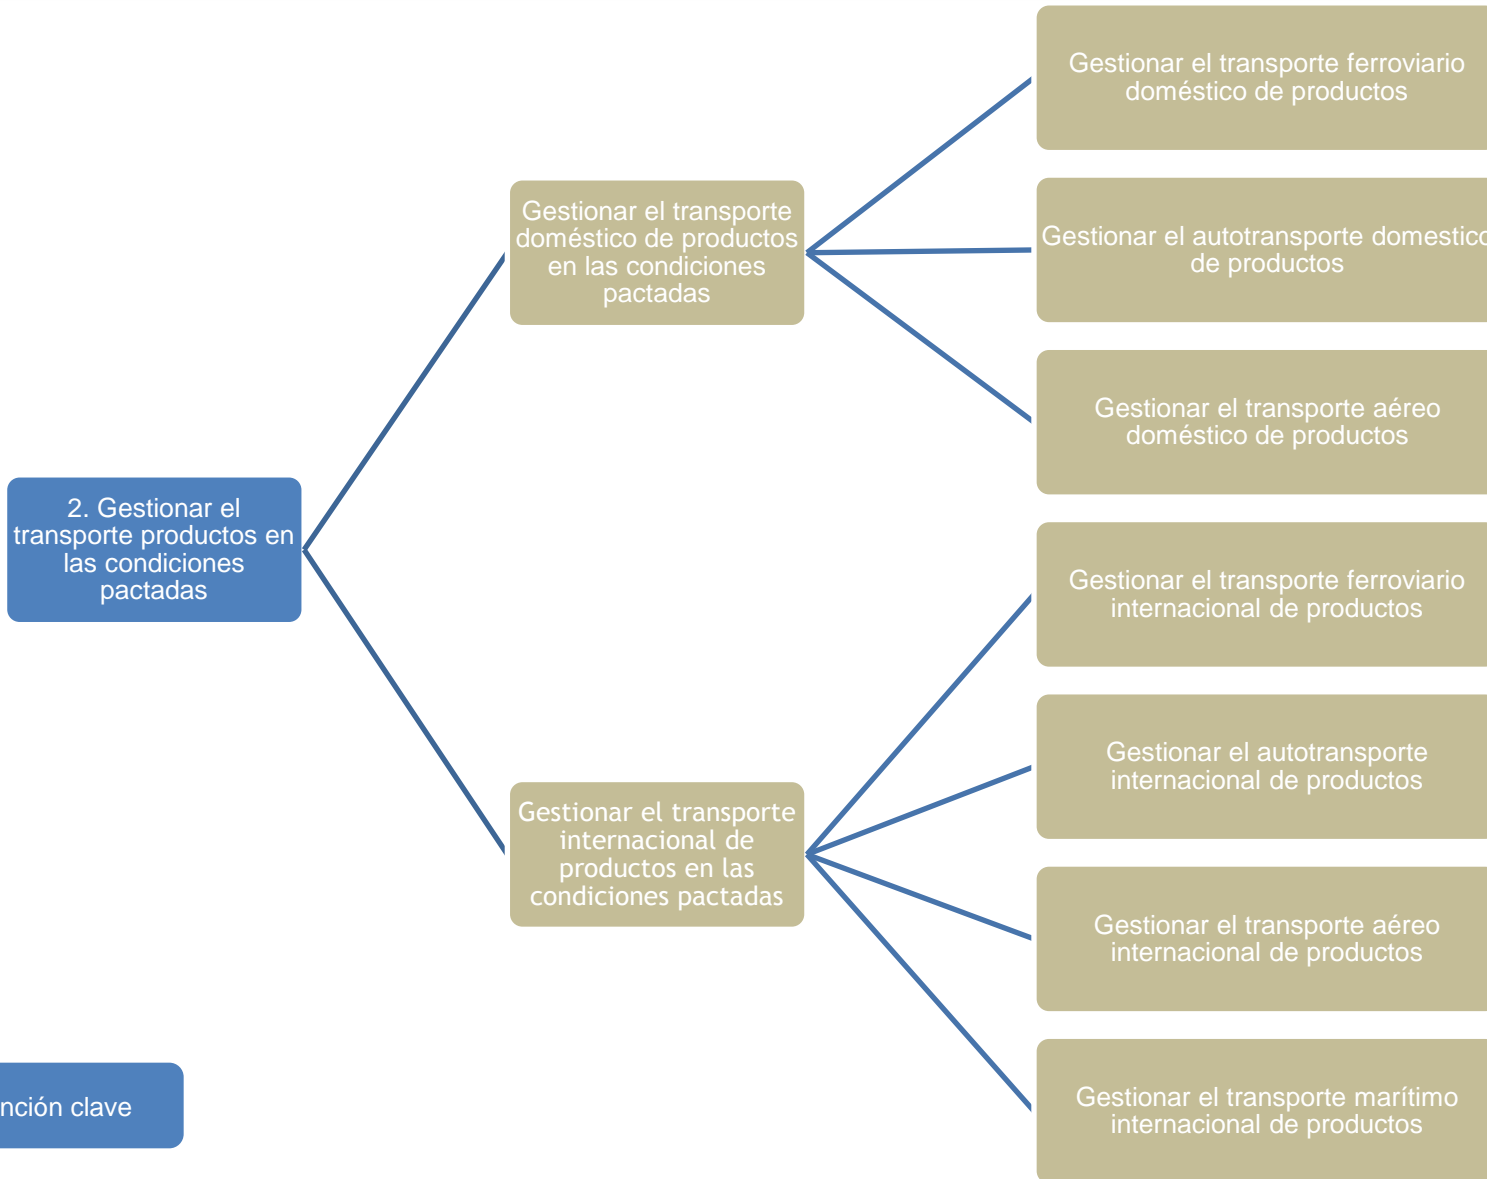 Gestionar el transporte ferroviario
doméstico de productos
Gestionar el transporte
doméstico de productos
en las condiciones
pactadas
Gestionar el autotransporte domestico
de productos
Gestionar el transporte aéreo
doméstico de productos
2. Gestionar el
transporte productos en
las condiciones
pactadas
Gestionar el transporte ferroviario
internacional de productos
Gestionar el autotransporte
internacional de productos
Gestionar el transporte
internacional de
productos en las
condiciones pactadas
Gestionar el transporte aéreo
internacional de productos
Gestionar el transporte marítimo
internacional de productos
nción clave